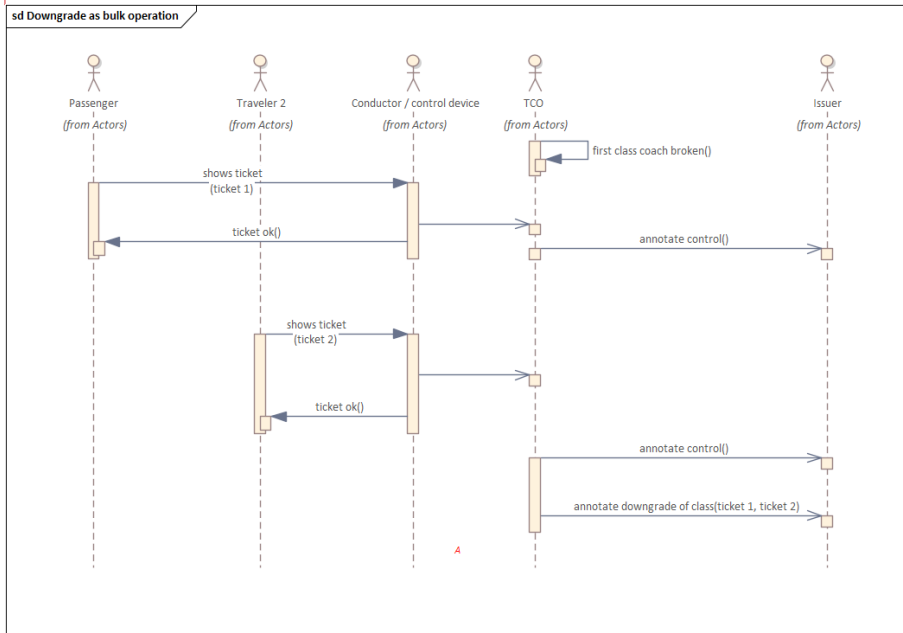 sd Downgrade as bulk operation
Passenger
(from Actors)
Traveler 2
(from Actors)
Conductor / control device
(from Actors)
TCO
(from Actors)
Issuer
(from Actors)
first class coach broken()
shows ticket
(ticket 1)
ticket ok()
annotate control()
shows ticket
(ticket 2)
ticket ok()
annotate control()
annotate downgrade of class(ticket 1, ticket 2)
A